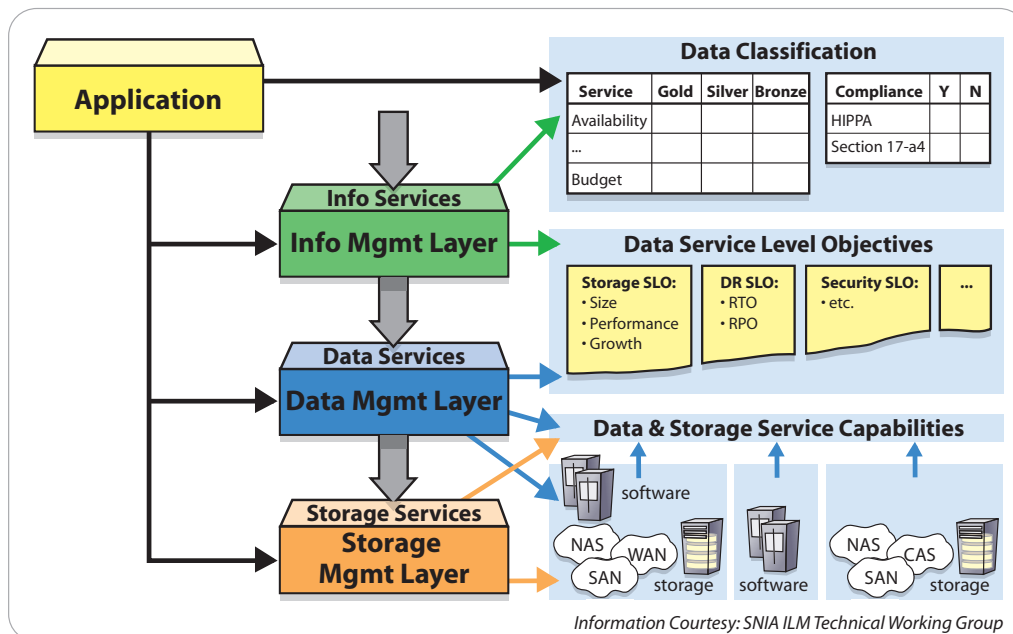 Application
Data Classification
Service Gold Silver Bronze
Availability
...
Budget
Compliance Y N
HIPPA
Section 17-a4
Info Services
Info Mgmt Layer
Data Service Level Objectives
Storage SLO:
• Size
• Performance
• Growth
DR SLO:
• RTO
• RPO
Security SLO:
• etc.
...
Data Services
Data Mgmt Layer
Data & Storage Service Capabilities
Storage Services
Storage
Mgmt Layer
software
NAS
WAN
SAN
storage
software
NAS
CAS
SAN
storage
Information Courtesy: SNIA ILM Technical Working Group